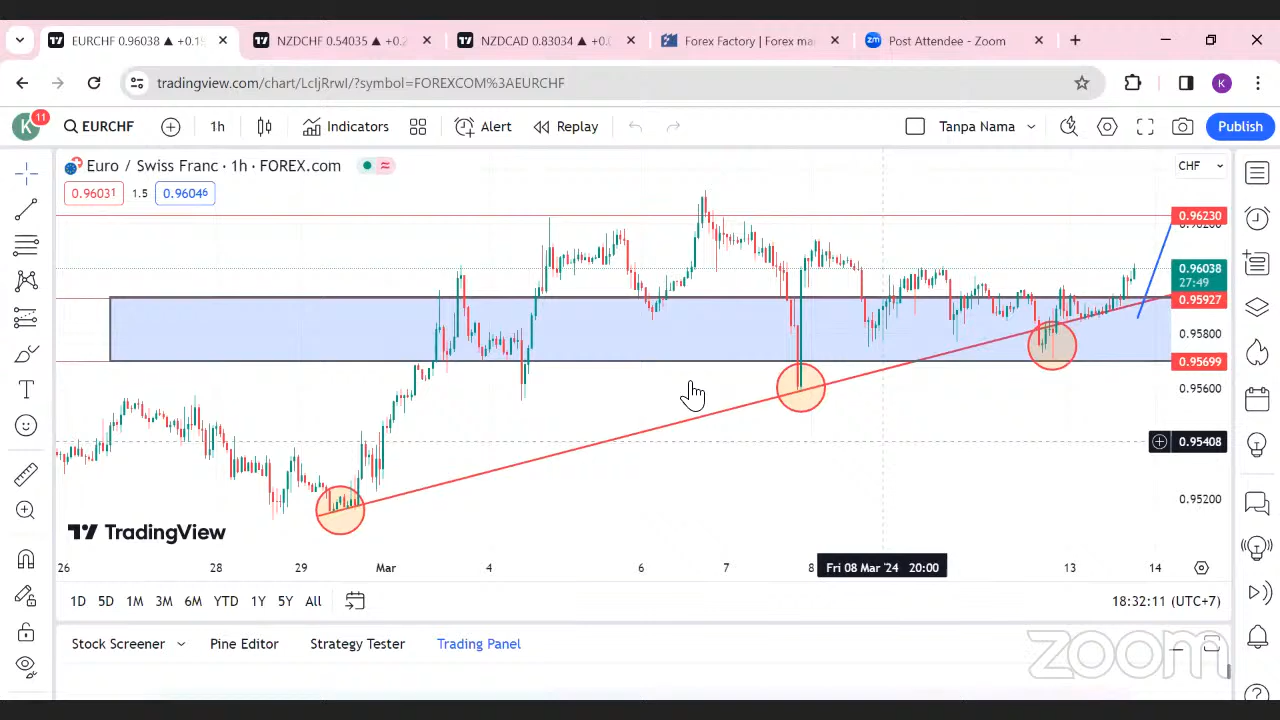 EURCHF 0.96038 ▲ +0.1
NZDCHF 0.54035 ▲ +0.2
NZDCAD 0.83034 ▲ +0.
Forex Factory | Forex ma
Post Attendee - Zoom
tradingview.com/chart/LcIjRrwI/?symbol=FOREXCOM%3AEURCHF
K
K
11
EURCHF
1h
Indicators
Alert
Replay
Tanpa Nama
Publish
Euro / Swiss Franc · 1h · FOREX.com
CHF
0.96031
1.5
0.96046
0.96230
0.96200
0.96038
27:49
0.95927
0.95800
0.95699
0.95600
0.95408
0.95200
TradingView
26
28
29
Mar
4
6
7
8
Fri 08 Mar '24 20:00
13
14
1D 5D 1M 3M 6M YTD 1Y 5Y All
18:32:11 (UTC+7)
Stock Screener
Pine Editor
Strategy Tester
Trading Panel
zoom